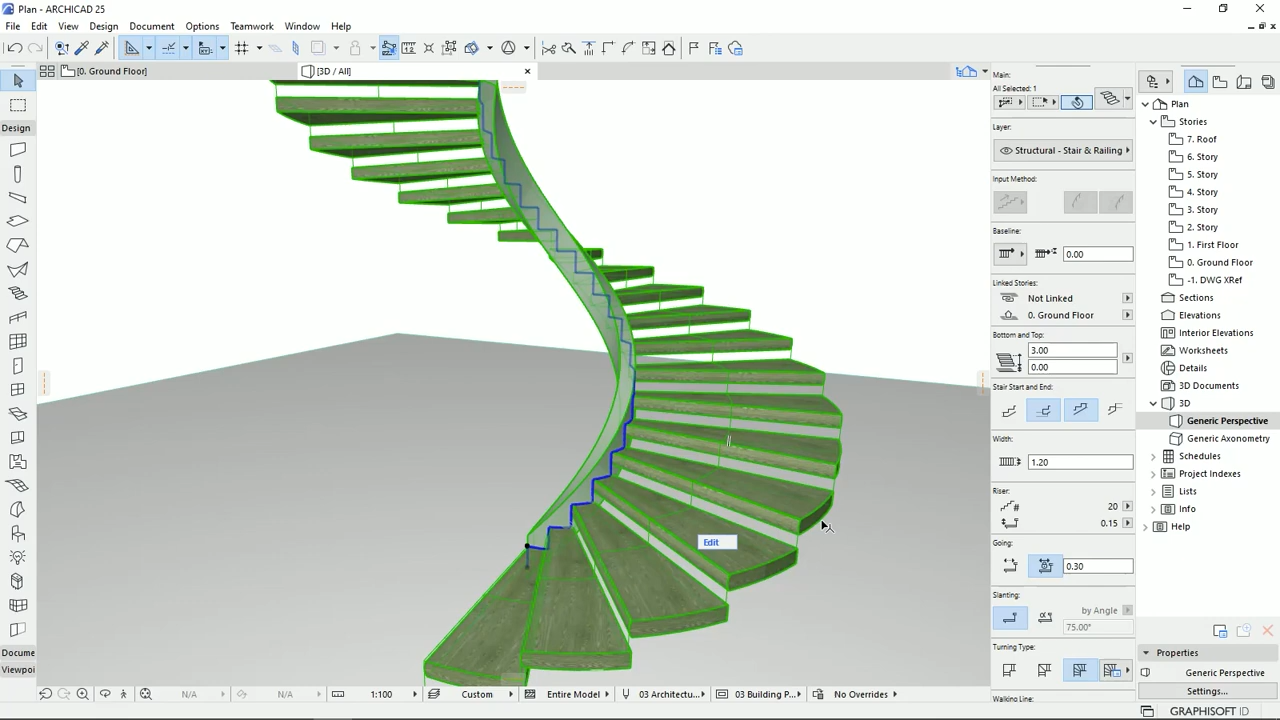 Plan - ARCHICAD 25
File Edit View Design Document Options Teamwork Window Help
[0. Ground Floor]
[3D / All]
Design
Docume
Viewpoi
Edit
Main:
All Selected: 1
Layer:
Structural - Stair & Railing
Input Method:
Baseline:
0.00
Linked Stories:
Not Linked
0. Ground Floor
Bottom and Top:
3.00
0.00
Stair Start and End:
Width:
1.20
Riser:
20
0.15
Going:
0.30
Slanting:
by Angle
75.00°
Turning Type:
Walking Line:
Plan
Stories
7. Roof
6. Story
5. Story
4. Story
3. Story
2. Story
1. First Floor
0. Ground Floor
-1. DWG XRef
Sections
Elevations
Interior Elevations
Worksheets
Details
3D Documents
3D
Generic Perspective
Generic Axonometry
Schedules
Project Indexes
Lists
Info
Help
Properties
Generic Perspective
Settings...
N/A N/A 1:100 Custom Entire Model 03 Architectu... 03 Building P... No Overrides
GRAPHISOFT ID